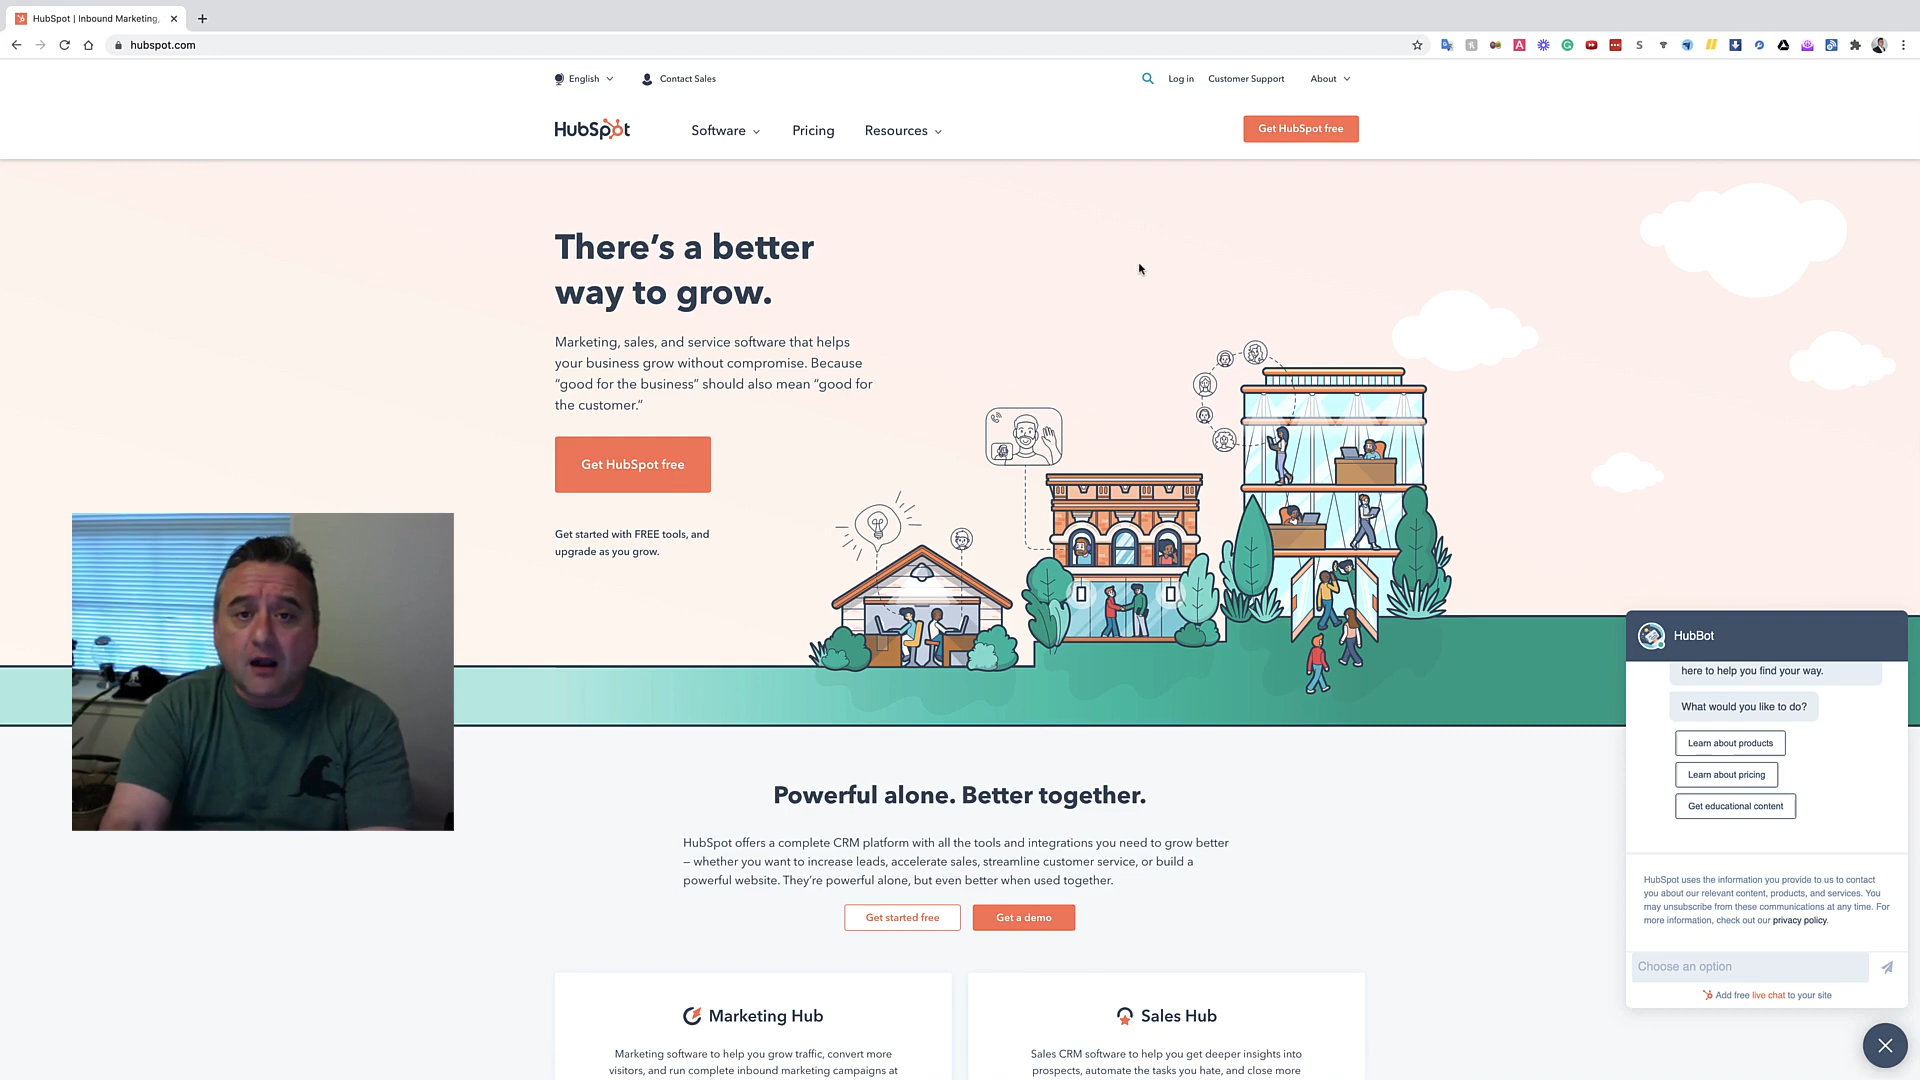 HubSpot | Inbound Marketing,
hubspot.com
English
Contact Sales
Log in
Customer Support
About
HubSpot
Software
Pricing
Resources
Get HubSpot free
There's a better
way to grow.
Marketing, sales, and service software that helps
your business grow without compromise. Because
“good for the business” should also mean “good for
the customer.”
Get HubSpot free
Get started with FREE tools, and
upgrade as you grow.
Powerful alone. Better together.
HubSpot offers a complete CRM platform with all the tools and integrations you need to grow better
— whether you want to increase leads, accelerate sales, streamline customer service, or build a
powerful website. They're powerful alone, but even better when used together.
Get started free
Get a demo
Marketing Hub
Marketing software to help you grow traffic, convert more
visitors, and run complete inbound marketing campaigns at
Sales Hub
Sales CRM software to help you get deeper insights into
prospects, automate the tasks you hate, and close more
HubBot
here to help you find your way.
What would you like to do?
Learn about products
Learn about pricing
Get educational content
HubSpot uses the information you provide to us to contact
you about our relevant content, products, and services. You
may unsubscribe from these communications at any time. For
more information, check out our privacy policy.
Choose an option
Add free live chat to your site